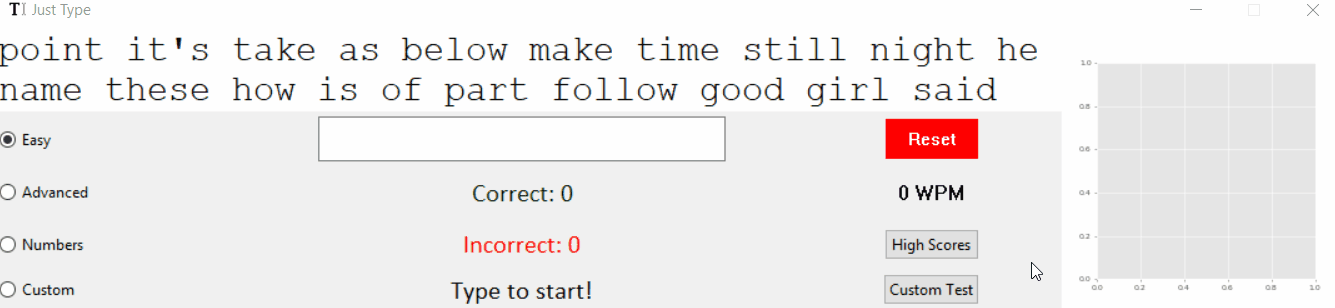 Just Type
point it's take as below make time still night he
name these how is of part follow good girl said
Easy
Reset
Advanced
Correct: 0
0 WPM
Numbers
Incorrect: 0
High Scores
Custom
Type to start!
Custom Test
1.0
0.8
0.6
0.4
0.2
0.0
0.0 0.2 0.4 0.6 0.8 1.0